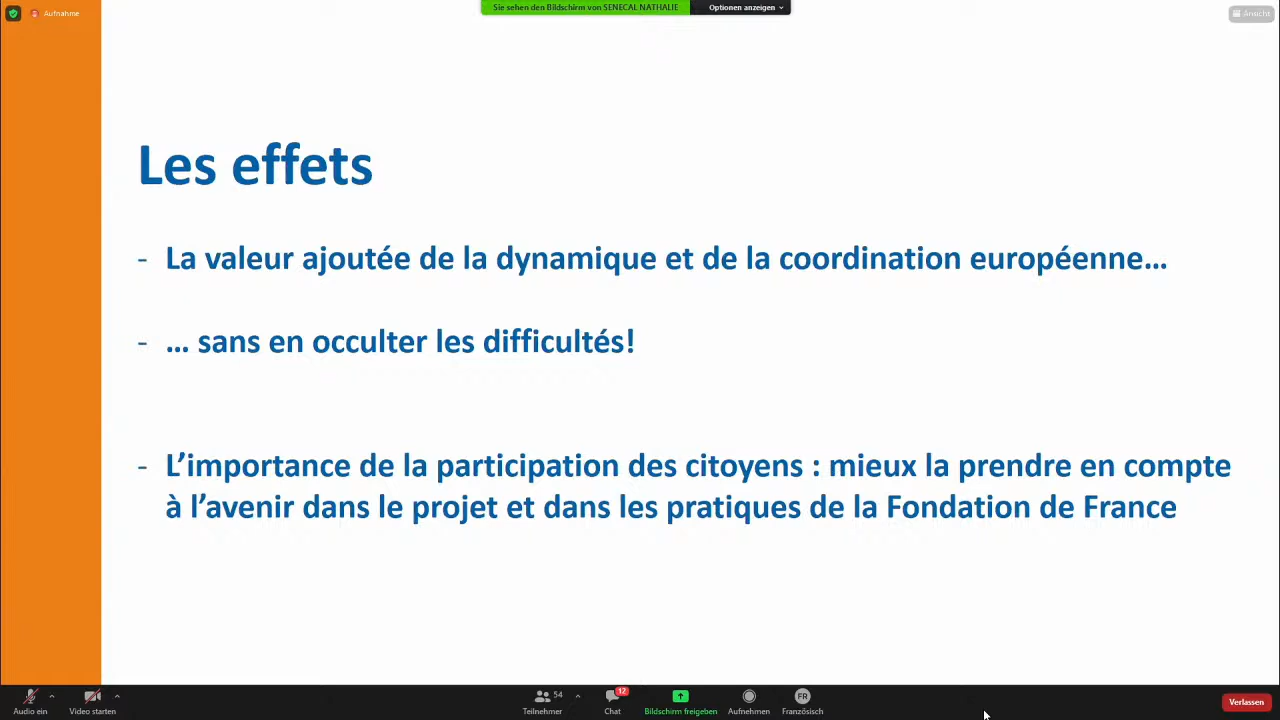 Aufnahme
Sie sehen den Bildschirm von SENECAL NATHALIE
Optionen anzeigen
Ansicht
Les effets
- La valeur ajoutée de la dynamique et de la coordination européenne…
- … sans en occulter les difficultés!
- L’importance de la participation des citoyens : mieux la prendre en compte
à l’avenir dans le projet et dans les pratiques de la Fondation de France
Audio ein
Video starten
54
Teilnehmer
12
Chat
Bildschirm freigeben
Aufnehmen
FR
Französisch
Verlassen